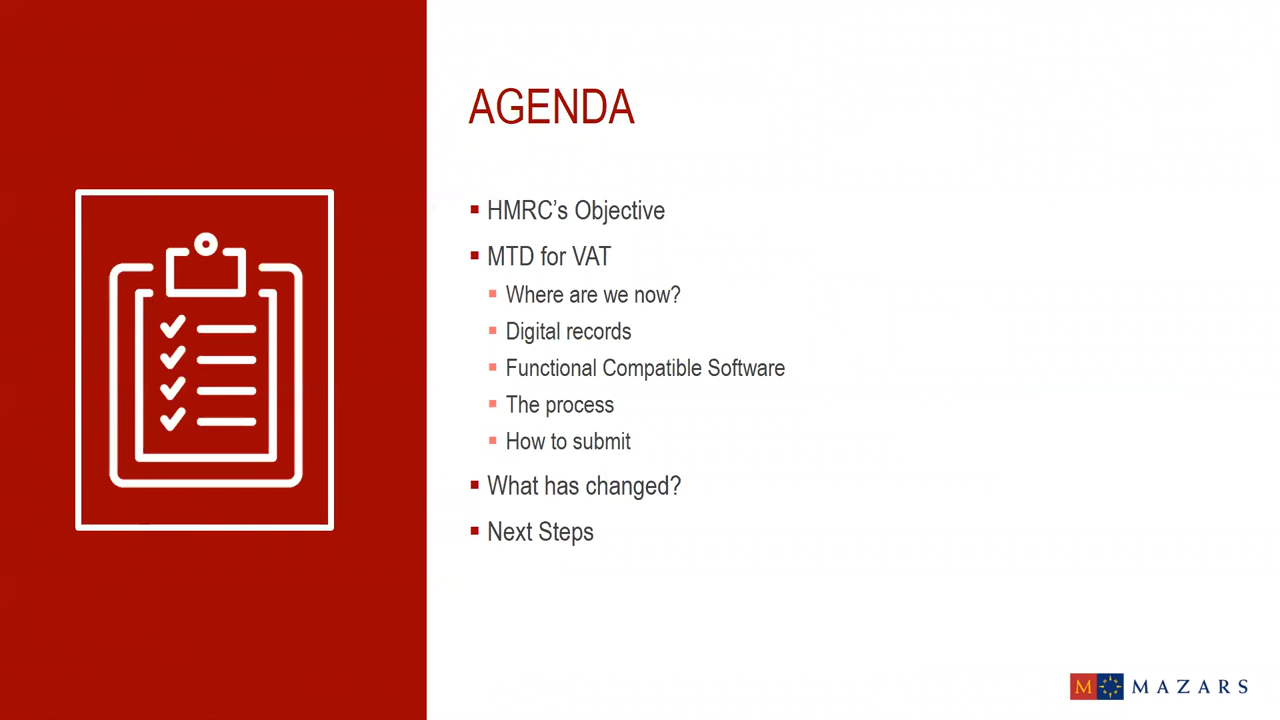 AGENDA
HMRC's Objective
MTD for VAT
Where are we now?
Digital records
Functional Compatible Software
The process
How to submit
What has changed?
Next Steps
M MAZARS